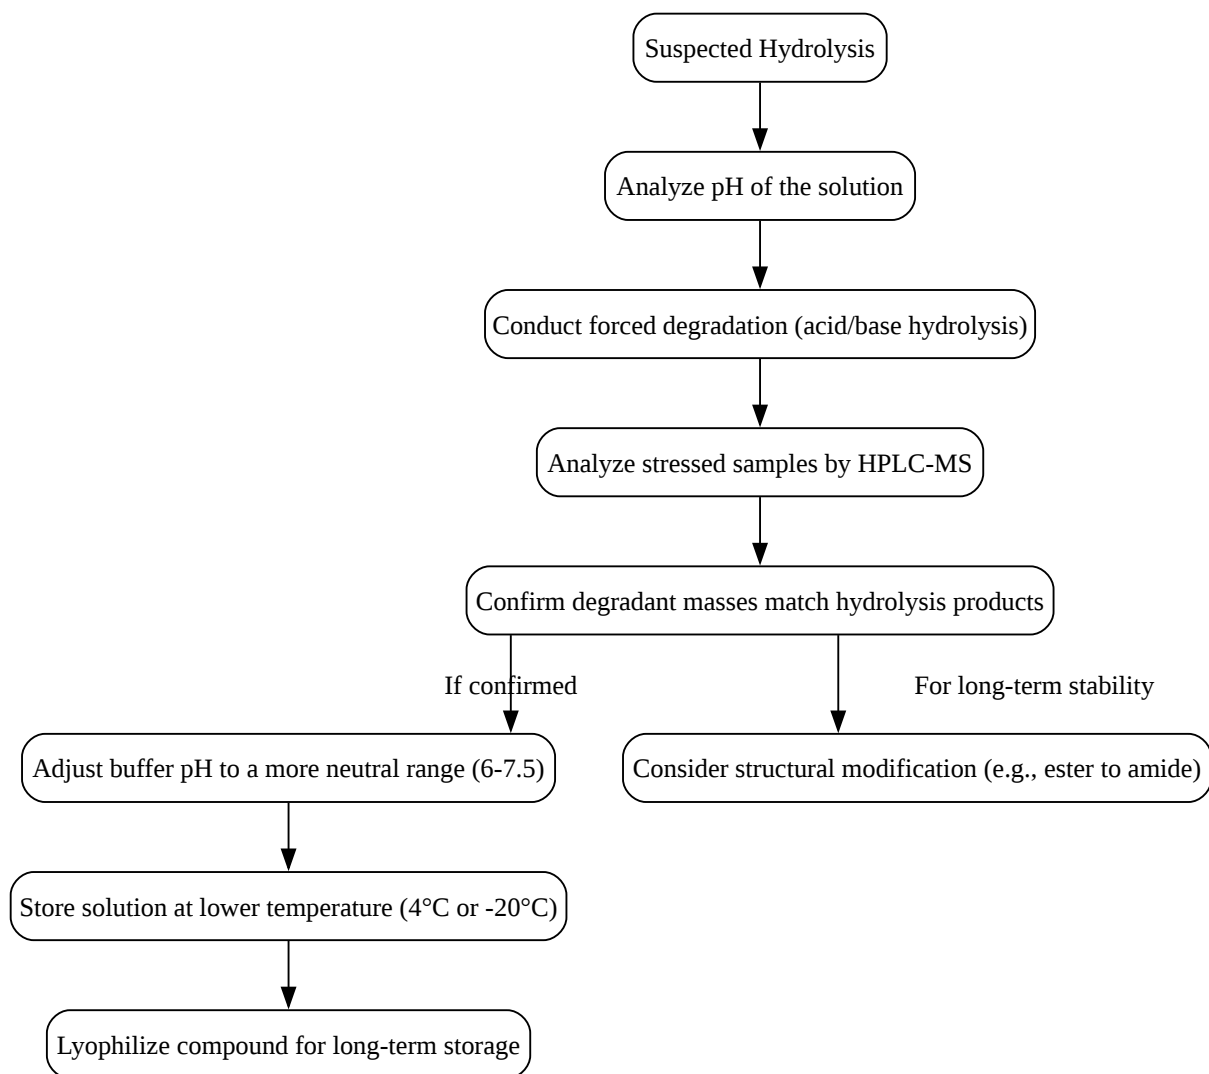 Suspected Hydrolysis
Analyze pH of the solution
Conduct forced degradation (acid/base hydrolysis)
Analyze stressed samples by HPLC-MS
Confirm degradant masses match hydrolysis products
If confirmed
For long-term stability
Adjust buffer pH to a more neutral range (6-7.5)
Consider structural modification (e.g., ester to amide)
Store solution at lower temperature (4°C or -20°C)
Lyophilize compound for long-term storage